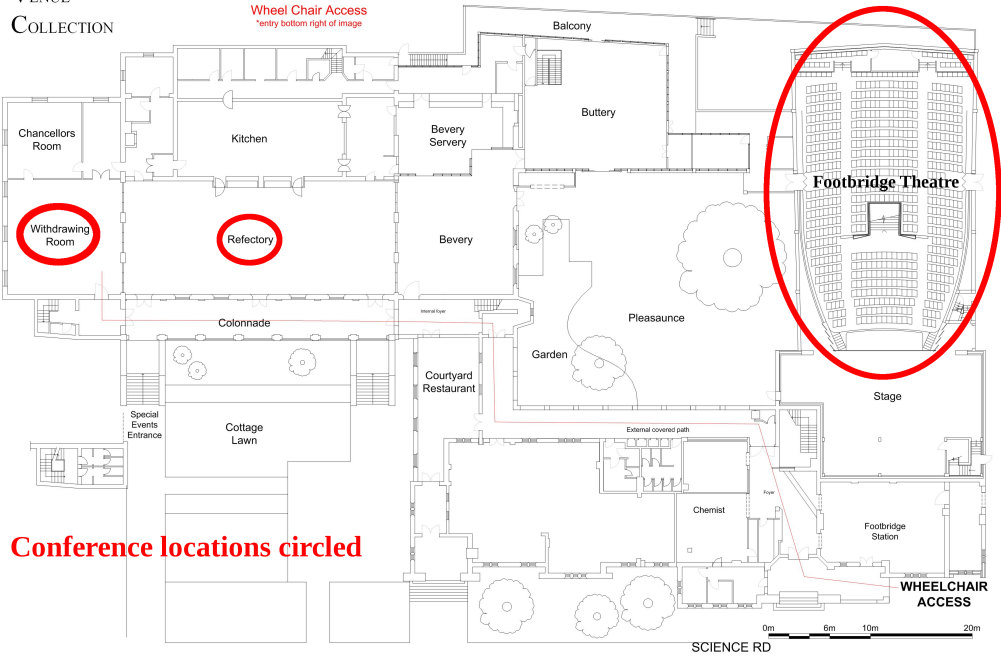 COLLECTION
Wheel Chair Access
*entry bottom right of image
Balcony
Chancellors
Room
Kitchen
Bevery
Servery
Buttery
Footbridge Theatre
Withdrawing
Room
Refectory
Bevery
Internal foyer
Colonnade
Pleasaunce
Garden
Courtyard
Restaurant
Stage
Special
Events
Entrance
Cottage
Lawn
External covered path
Foyer
Chemist
Footbridge
Station
Conference locations circled
WHEELCHAIR
ACCESS
0m 6m 10m 20m
SCIENCE RD